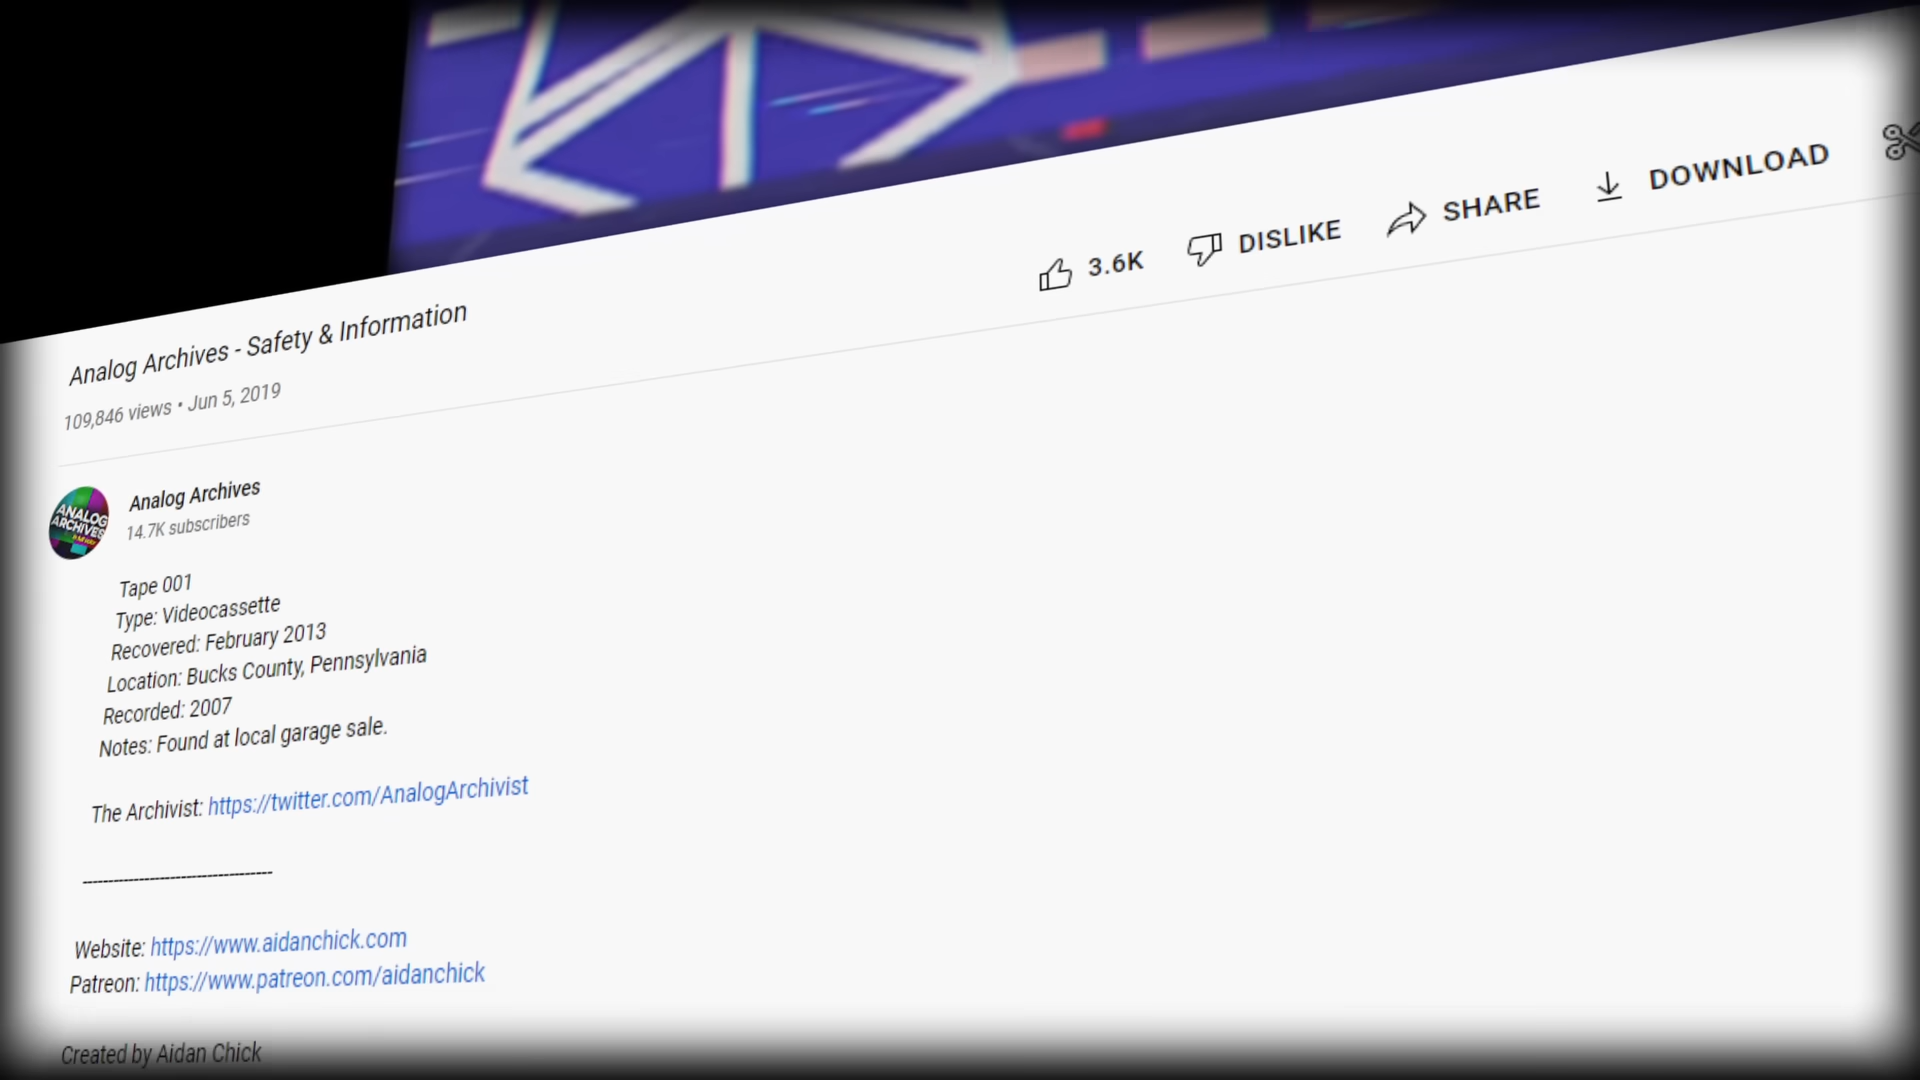 3.6K
DISLIKE
SHARE
DOWNLOAD
Analog Archives - Safety & Information
109,846 views • Jun 5, 2019
ANALOG
ARCHIVES
Analog Archives
14.7K subscribers
Tape 001
Type: Videocassette
Recovered: February 2013
Location: Bucks County, Pennsylvania
Recorded: 2007
Notes: Found at local garage sale.
The Archivist: https://twitter.com/AnalogArchivist
--------------------------------------
Website: https://www.aidanchick.com
Patreon: https://www.patreon.com/aidanchick
Created by Aidan Chick